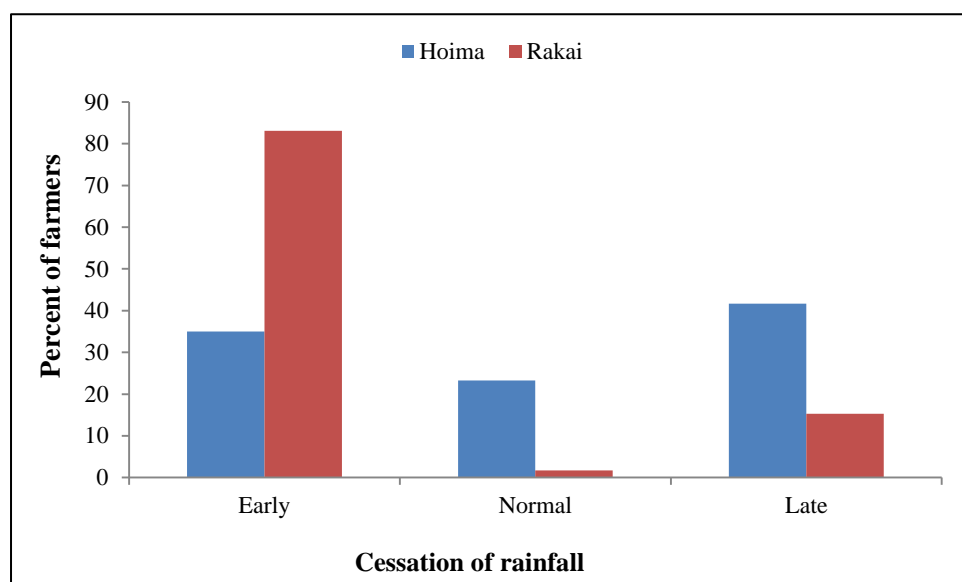 Hoima Rakai
90
80
70
60
50
40
30
20
10
0
Percent of farmers
Early Normal Late
Cessation of rainfall